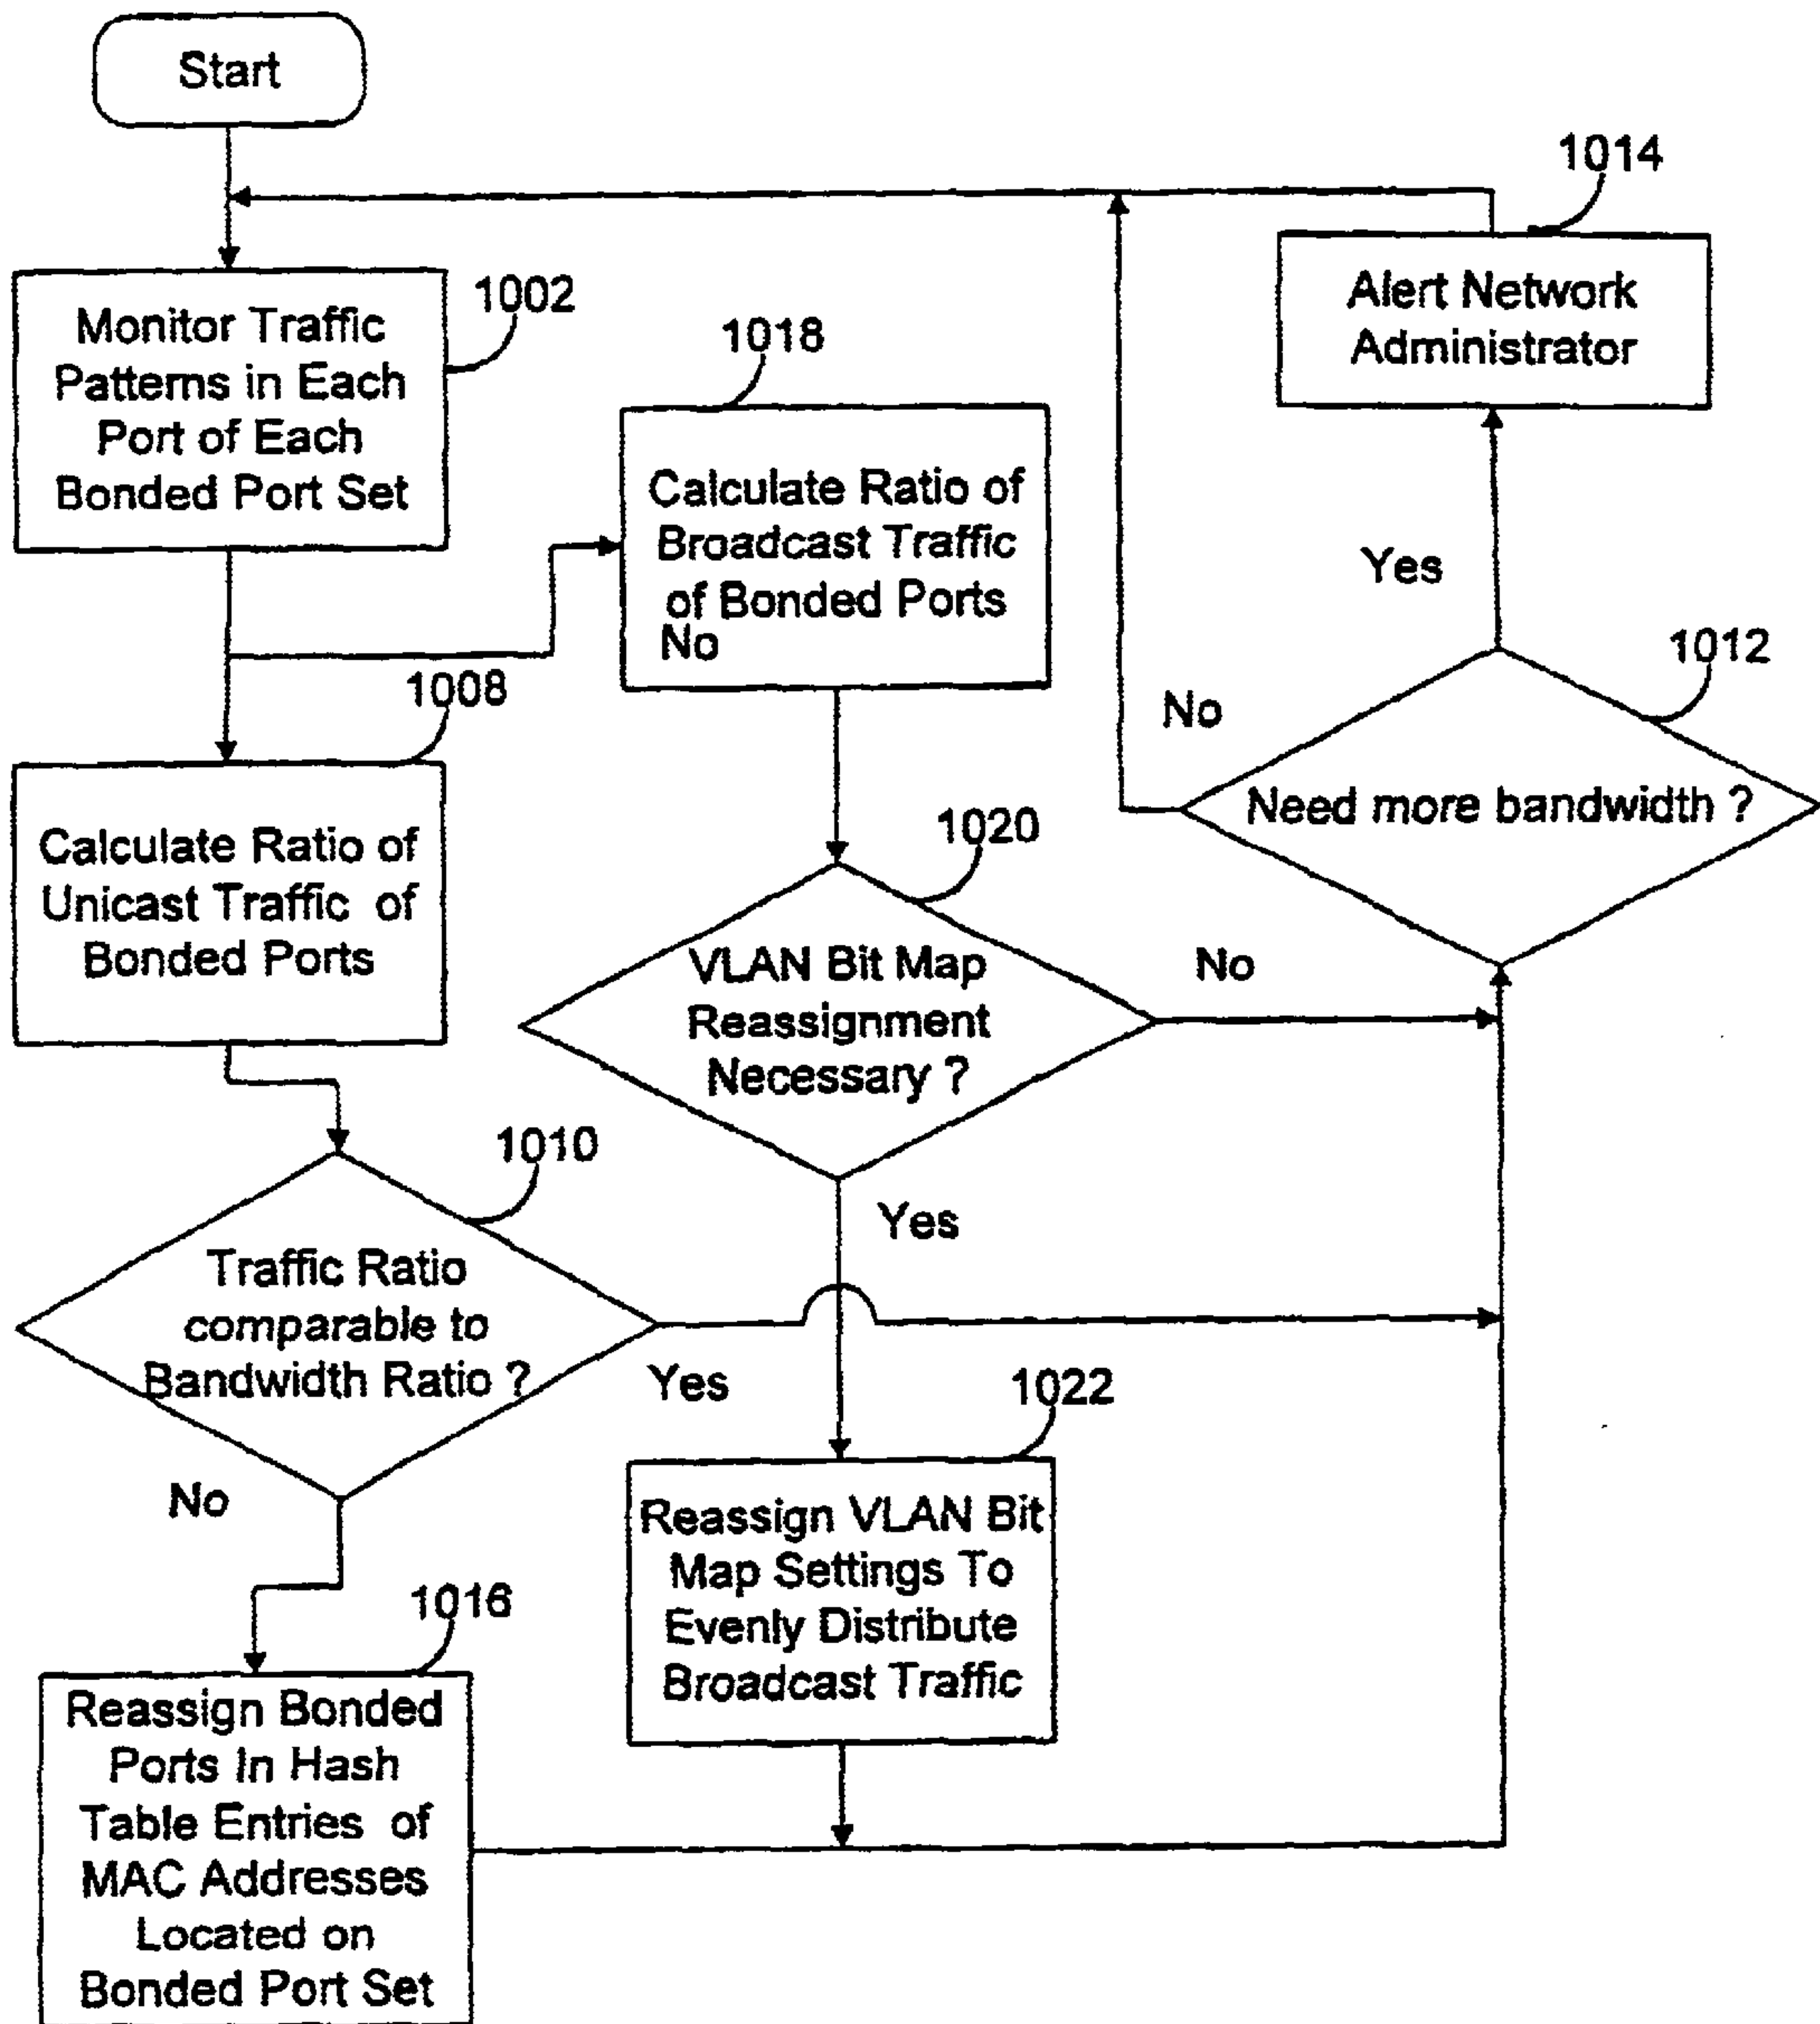 Start
1014
Monitor Traffic
Patterns in Each
Port of Each
Bonded Port Set
1002
1018
Alert Network
Administrator
Calculate Ratio of
Broadcast Traffic
of Bonded Ports
No
Yes
1012
No
Need more bandwidth ?
1008
Calculate Ratio of
Unicast Traffic of
Bonded Ports
1020
VLAN Bit Map
Reassignment
Necessary ?
No
Yes
1010
Traffic Ratio
comparable to
Bandwidth Ratio ?
Yes
No
1022
Reassign VLAN Bit
Map Settings To
Evenly Distribute
Broadcast Traffic
1016
Reassign Bonded
Ports In Hash
Table Entries of
MAC Addresses
Located on
Bonded Port Set